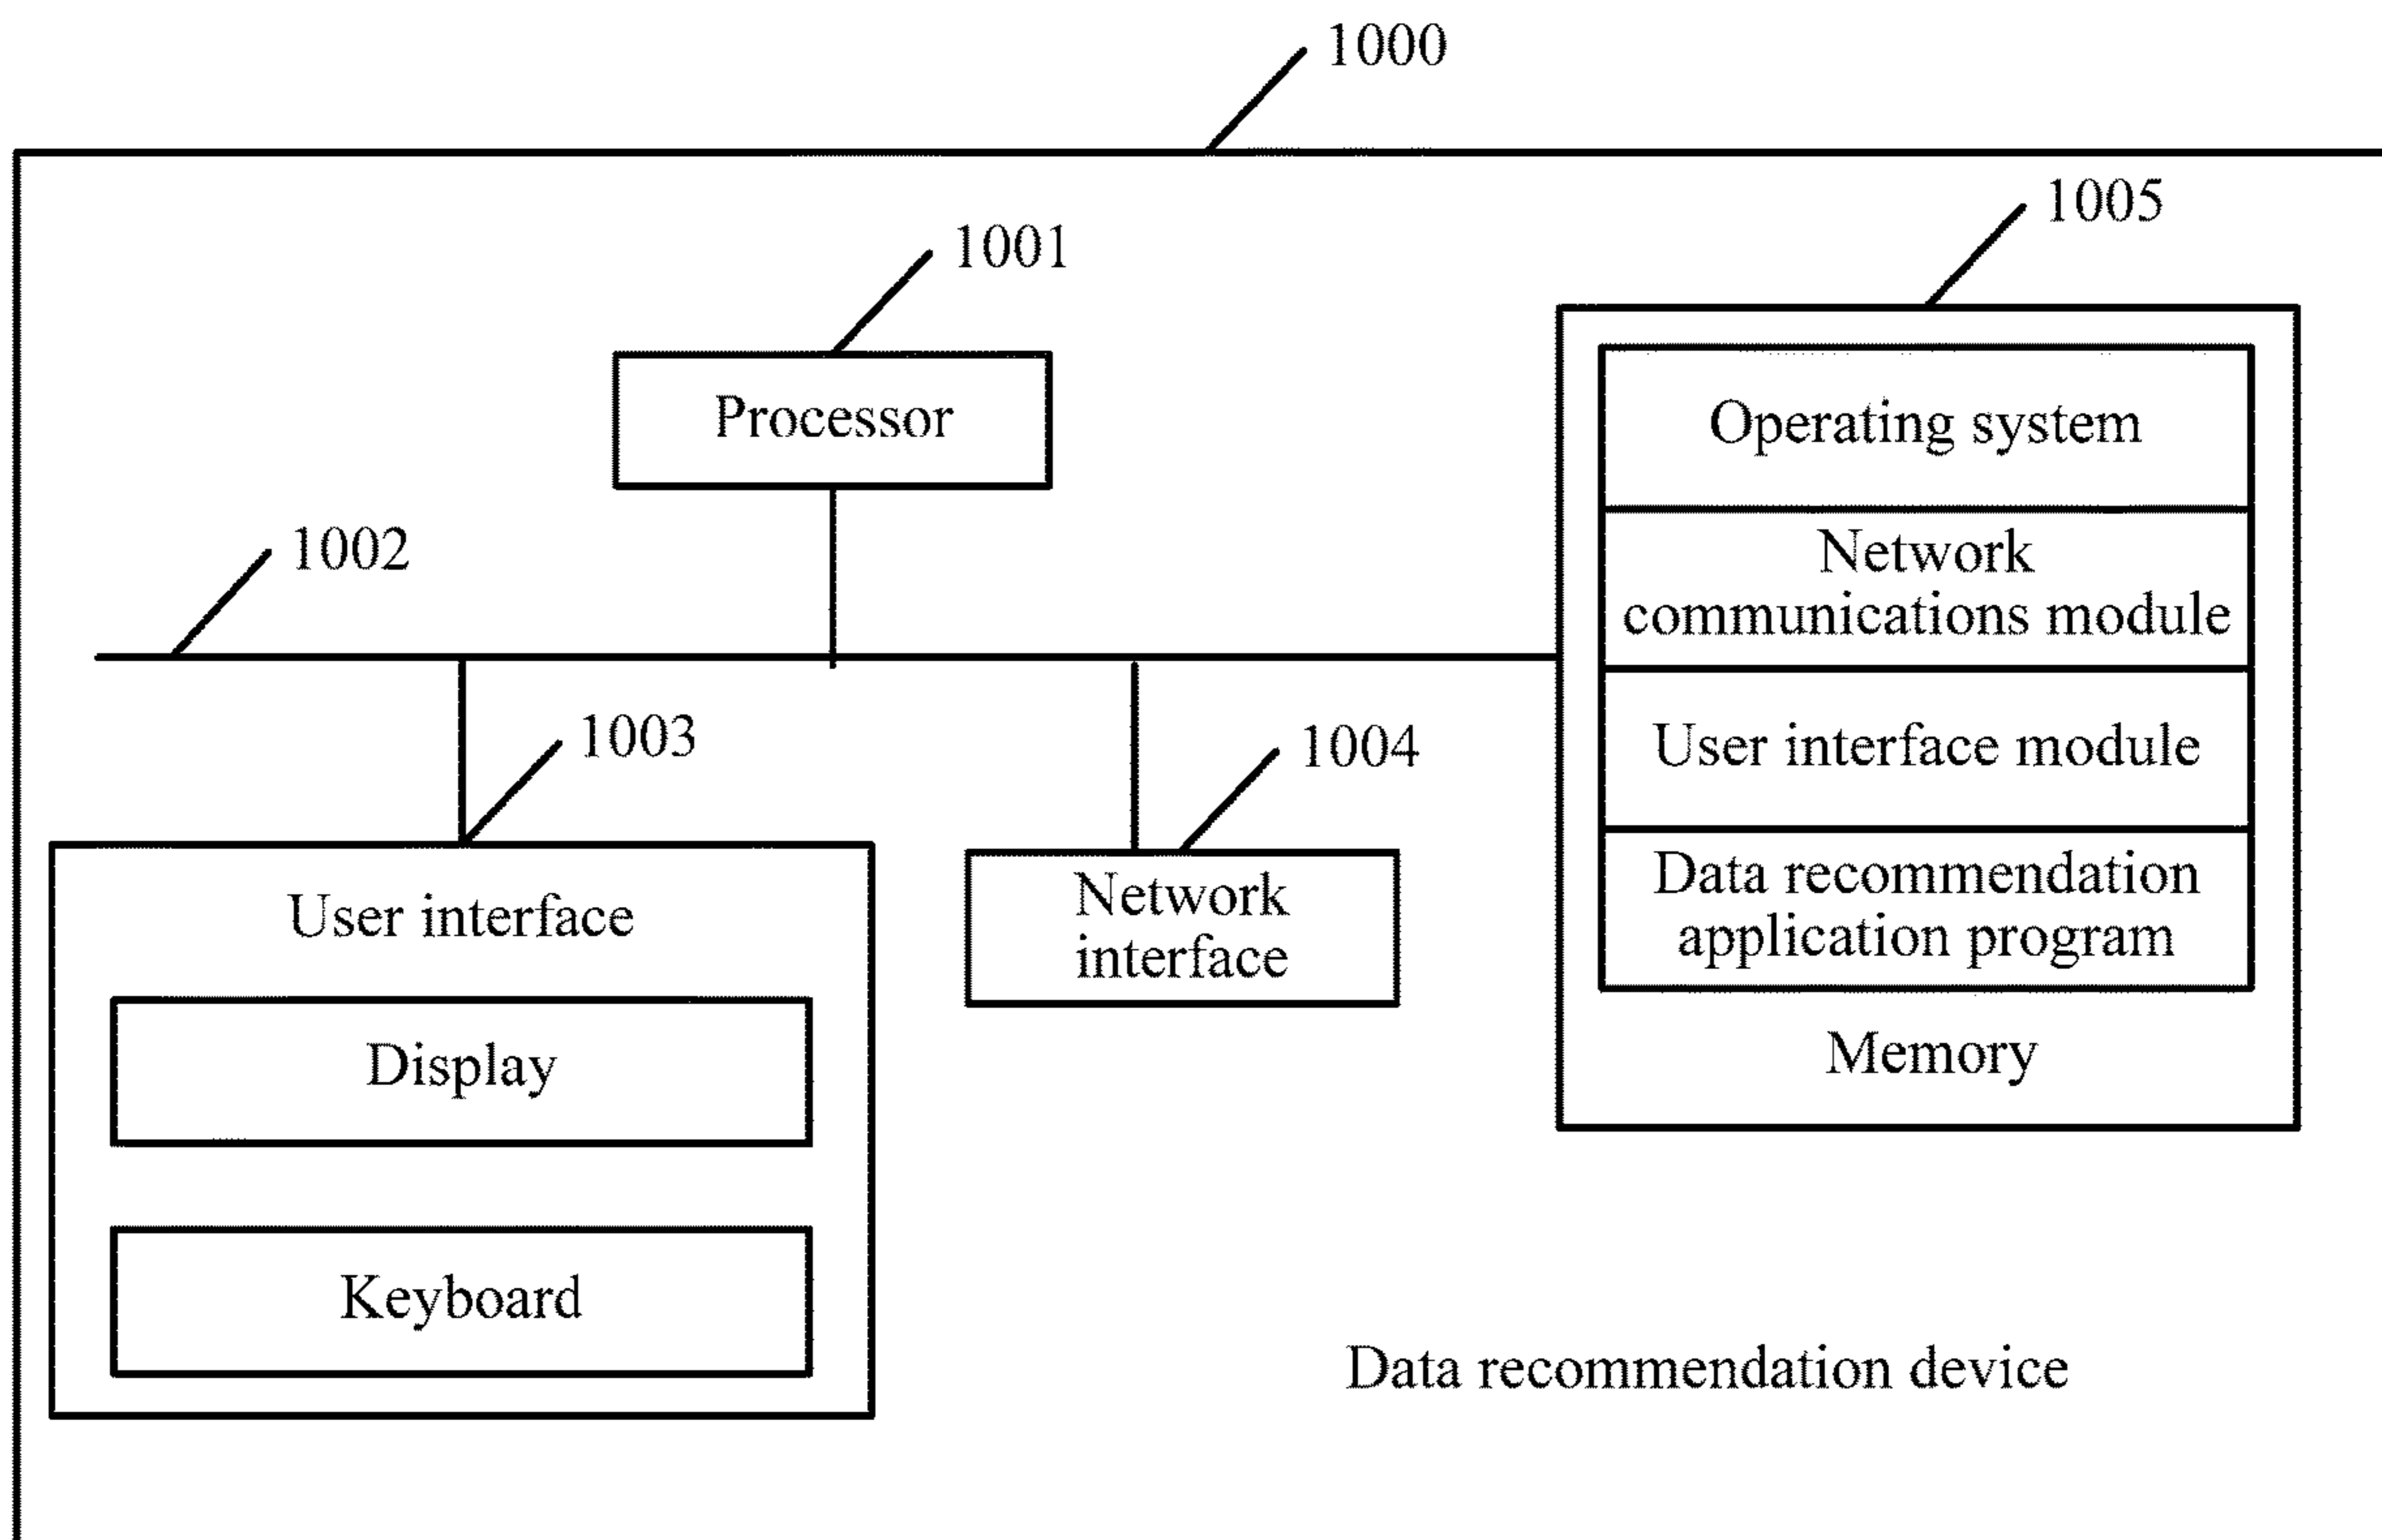 1000
1005
1001
Processor
Operating system
1002
Network
communications module
1003
1004
User interface module
User interface
Network
interface
Data recommendation
application program
Display
Memory
Keyboard
Data recommendation device